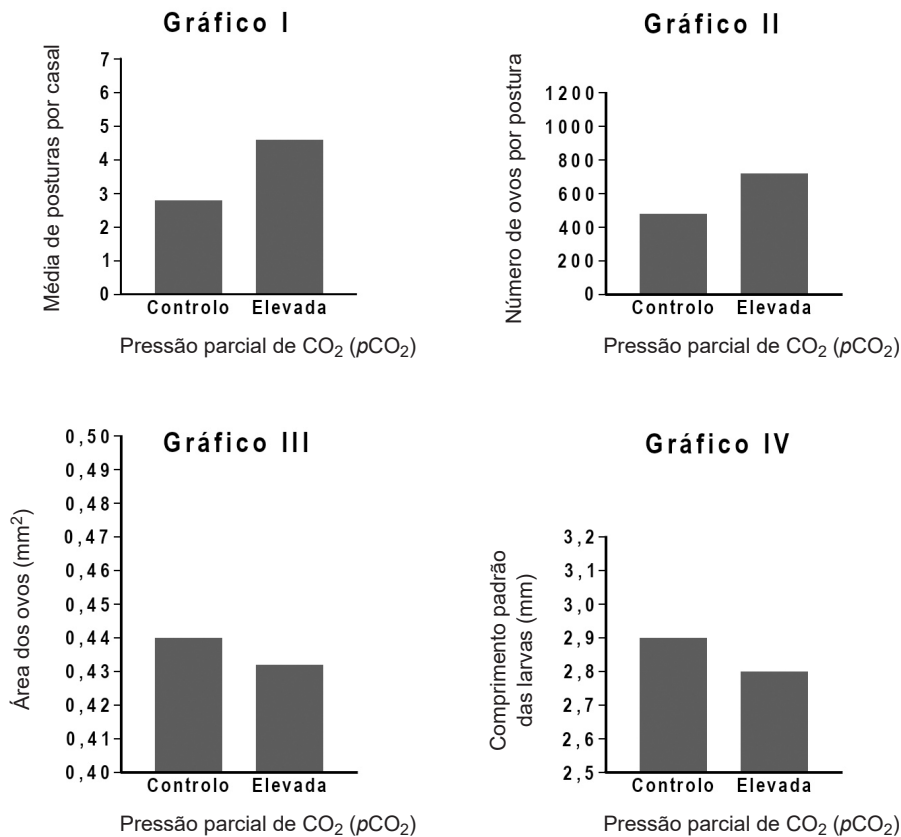 Gráfico I
Média de posturas por casal
7
6
5
4
3
2
1
0
Controlo Elevada
Pressão parcial de CO₂ (pCO₂)
Gráfico II
Número de ovos por postura
1200
1000
800
600
400
200
0
Controlo Elevada
Pressão parcial de CO₂ (pCO₂)
Gráfico III
Área dos ovos (mm²)
0,50
0,49
0,48
0,47
0,46
0,45
0,44
0,43
0,42
0,41
0,40
Controlo Elevada
Pressão parcial de CO₂ (pCO₂)
Gráfico IV
Comprimento padrão
das larvas (mm)
3,2
3,1
3,0
2,9
2,8
2,7
2,6
2,5
Controlo Elevada
Pressão parcial de CO₂ (pCO₂)